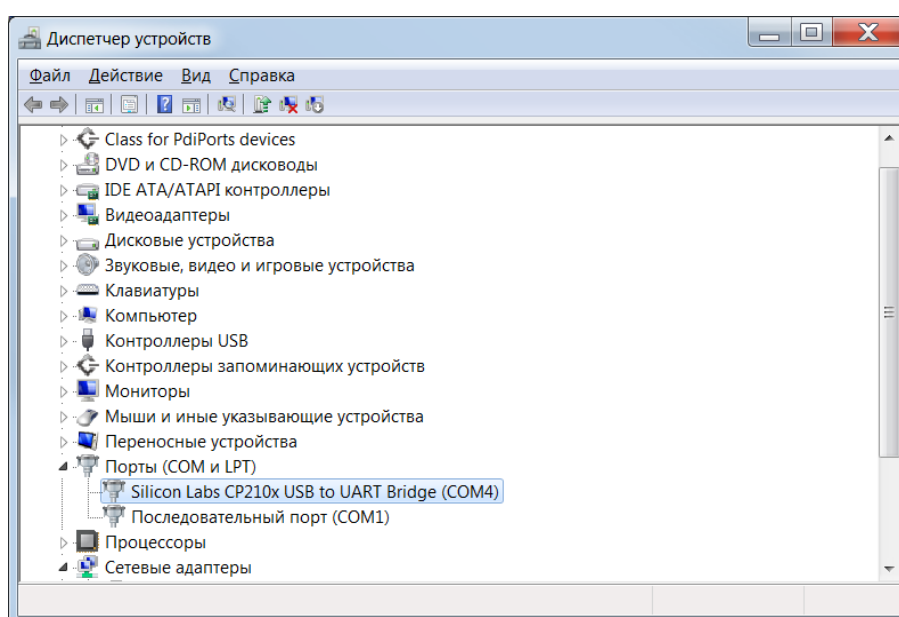 Диспетчер устройств
Файл Действие Вид Справка
Class for PdiPorts devices
DVD и CD-ROM дисководы
IDE ATA/ATAPI контроллеры
Видеоадаптеры
Дисковые устройства
Звуковые, видео и игровые устройства
Клавиатуры
Компьютер
Контроллеры USB
Контроллеры запоминающих устройств
Мониторы
Мыши и иные указывающие устройства
Переносные устройства
Порты (COM и LPT)
Silicon Labs CP210x USB to UART Bridge (COM4)
Последовательный порт (COM1)
Процессоры
Сетевые адаптеры